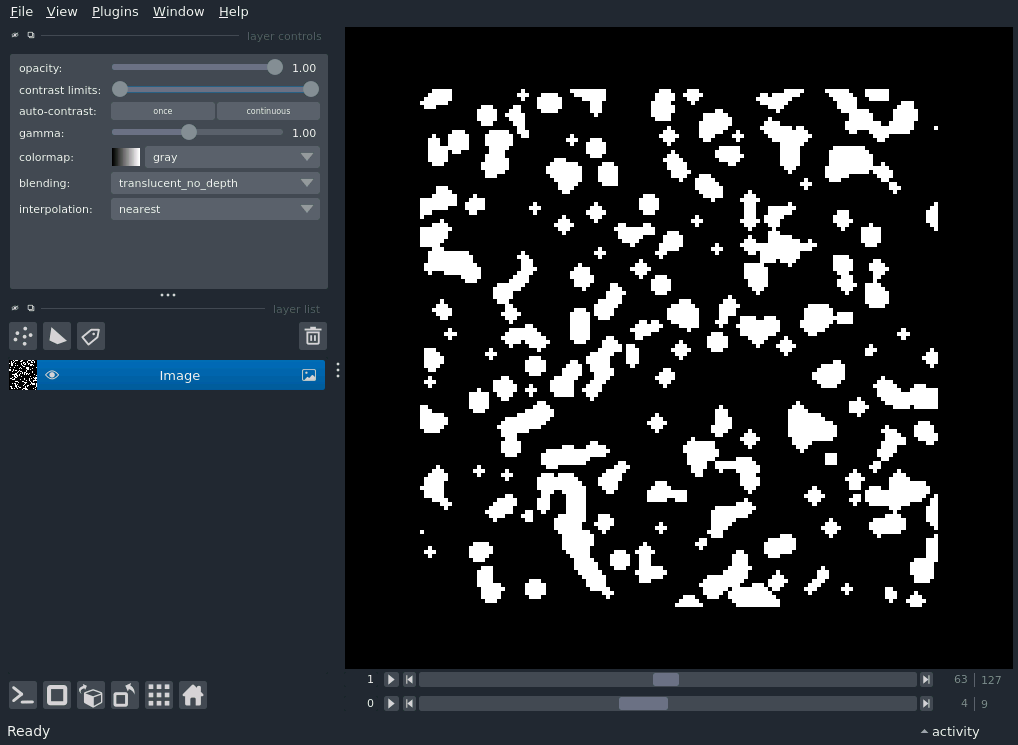 File View Plugins Window Help
layer controls
opacity: 1.00
contrast limits:
auto-contrast: once continuous
gamma: 1.00
colormap: gray
blending: translucent_no_depth
interpolation: nearest
layer list
Image
1 63 127
0 4 9
Ready activity